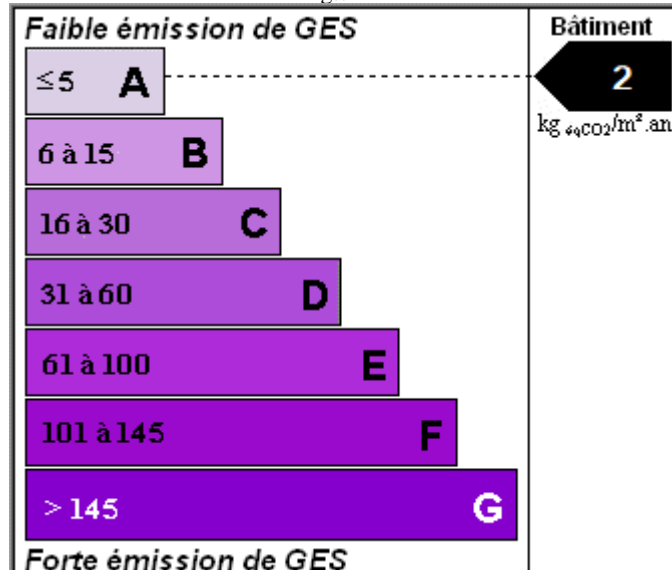 Faible émission de GES
Bâtiment
≤5 A
2
kg éqCO2/m².an
6 à 15 B
16 à 30 C
31 à 60 D
61 à 100 E
101 à 145 F
> 145 G
Forte émission de GES